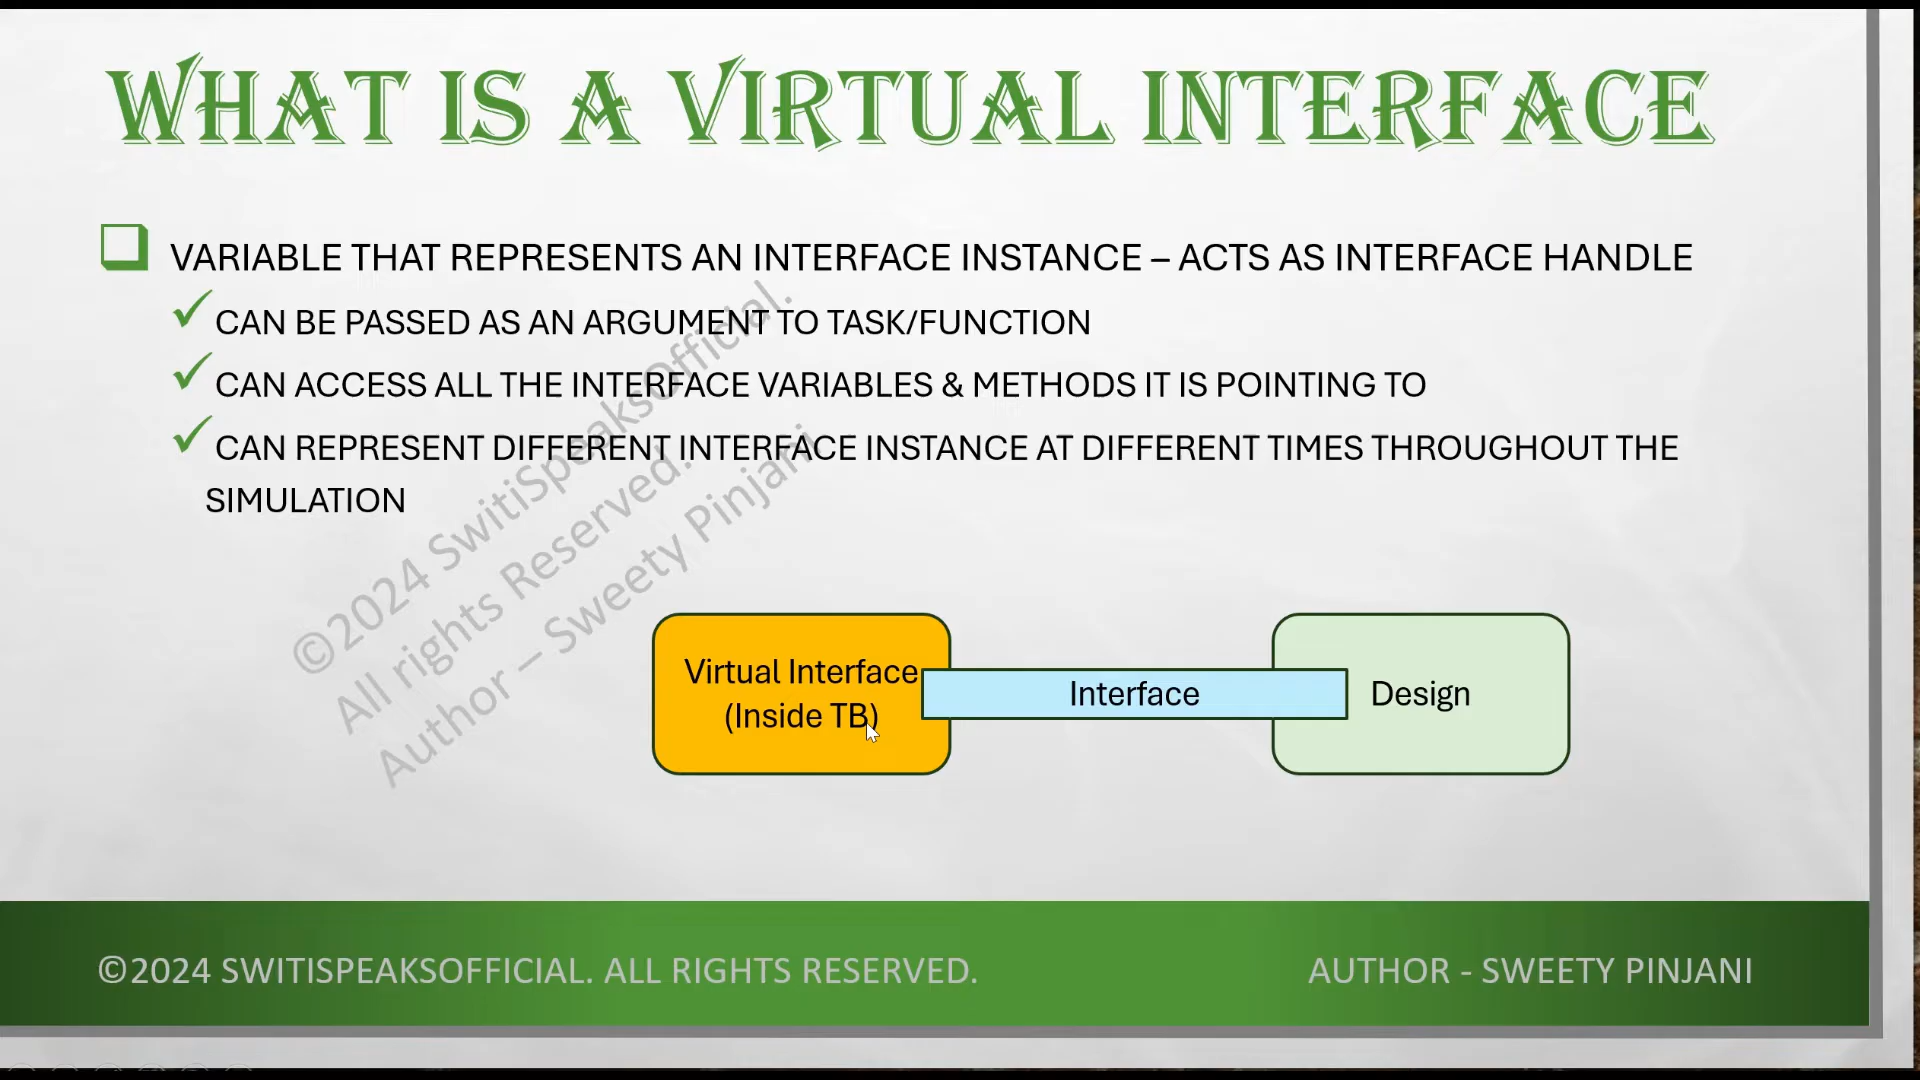 WHAT IS A VIRTUAL INTERFACE
VARIABLE THAT REPRESENTS AN INTERFACE INSTANCE – ACTS AS INTERFACE HANDLE
CAN BE PASSED AS AN ARGUMENT TO TASK/FUNCTION
CAN ACCESS ALL THE INTERFACE VARIABLES & METHODS IT IS POINTING TO
CAN REPRESENT DIFFERENT INTERFACE INSTANCE AT DIFFERENT TIMES THROUGHOUT THE
SIMULATION
©2024 SwitiSpeaksOfficial.
All rights Reserved.
Author – Sweety Pinjani
Virtual Interface
(Inside TB)
Interface
Design
©2024 SWITISPEAKSOFFICIAL. ALL RIGHTS RESERVED.
AUTHOR - SWEETY PINJANI